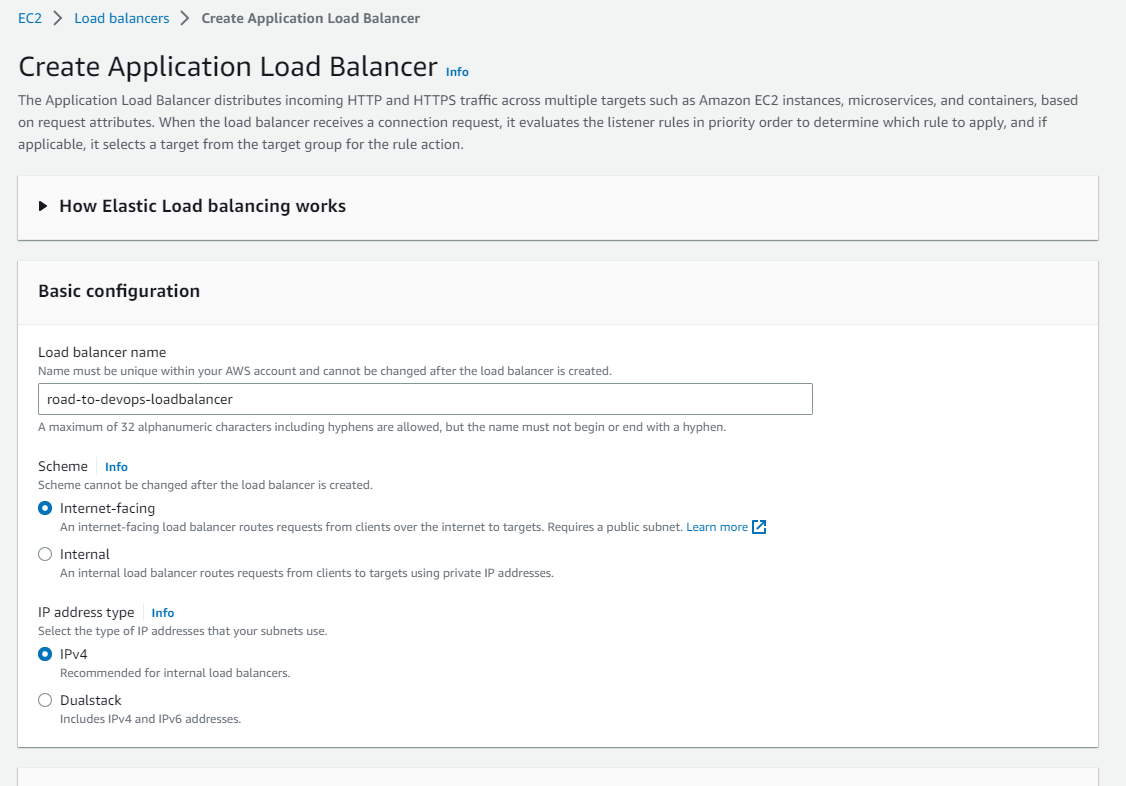 EC2 > Load balancers > Create Application Load Balancer
Create Application Load Balancer Info
The Application Load Balancer distributes incoming HTTP and HTTPS traffic across multiple targets such as Amazon EC2 instances, microservices, and containers, based
on request attributes. When the load balancer receives a connection request, it evaluates the listener rules in priority order to determine which rule to apply, and if
applicable, it selects a target from the target group for the rule action.
How Elastic Load balancing works
Basic configuration
Load balancer name
Name must be unique within your AWS account and cannot be changed after the load balancer is created.
road-to-devops-loadbalancer
A maximum of 32 alphanumeric characters including hyphens are allowed, but the name must not begin or end with a hyphen.
Scheme Info
Scheme cannot be changed after the load balancer is created.
Internet-facing
An internet-facing load balancer routes requests from clients over the internet to targets. Requires a public subnet. Learn more
Internal
An internal load balancer routes requests from clients to targets using private IP addresses.
IP address type Info
Select the type of IP addresses that your subnets use.
IPv4
Recommended for internal load balancers.
Dualstack
Includes IPv4 and IPv6 addresses.